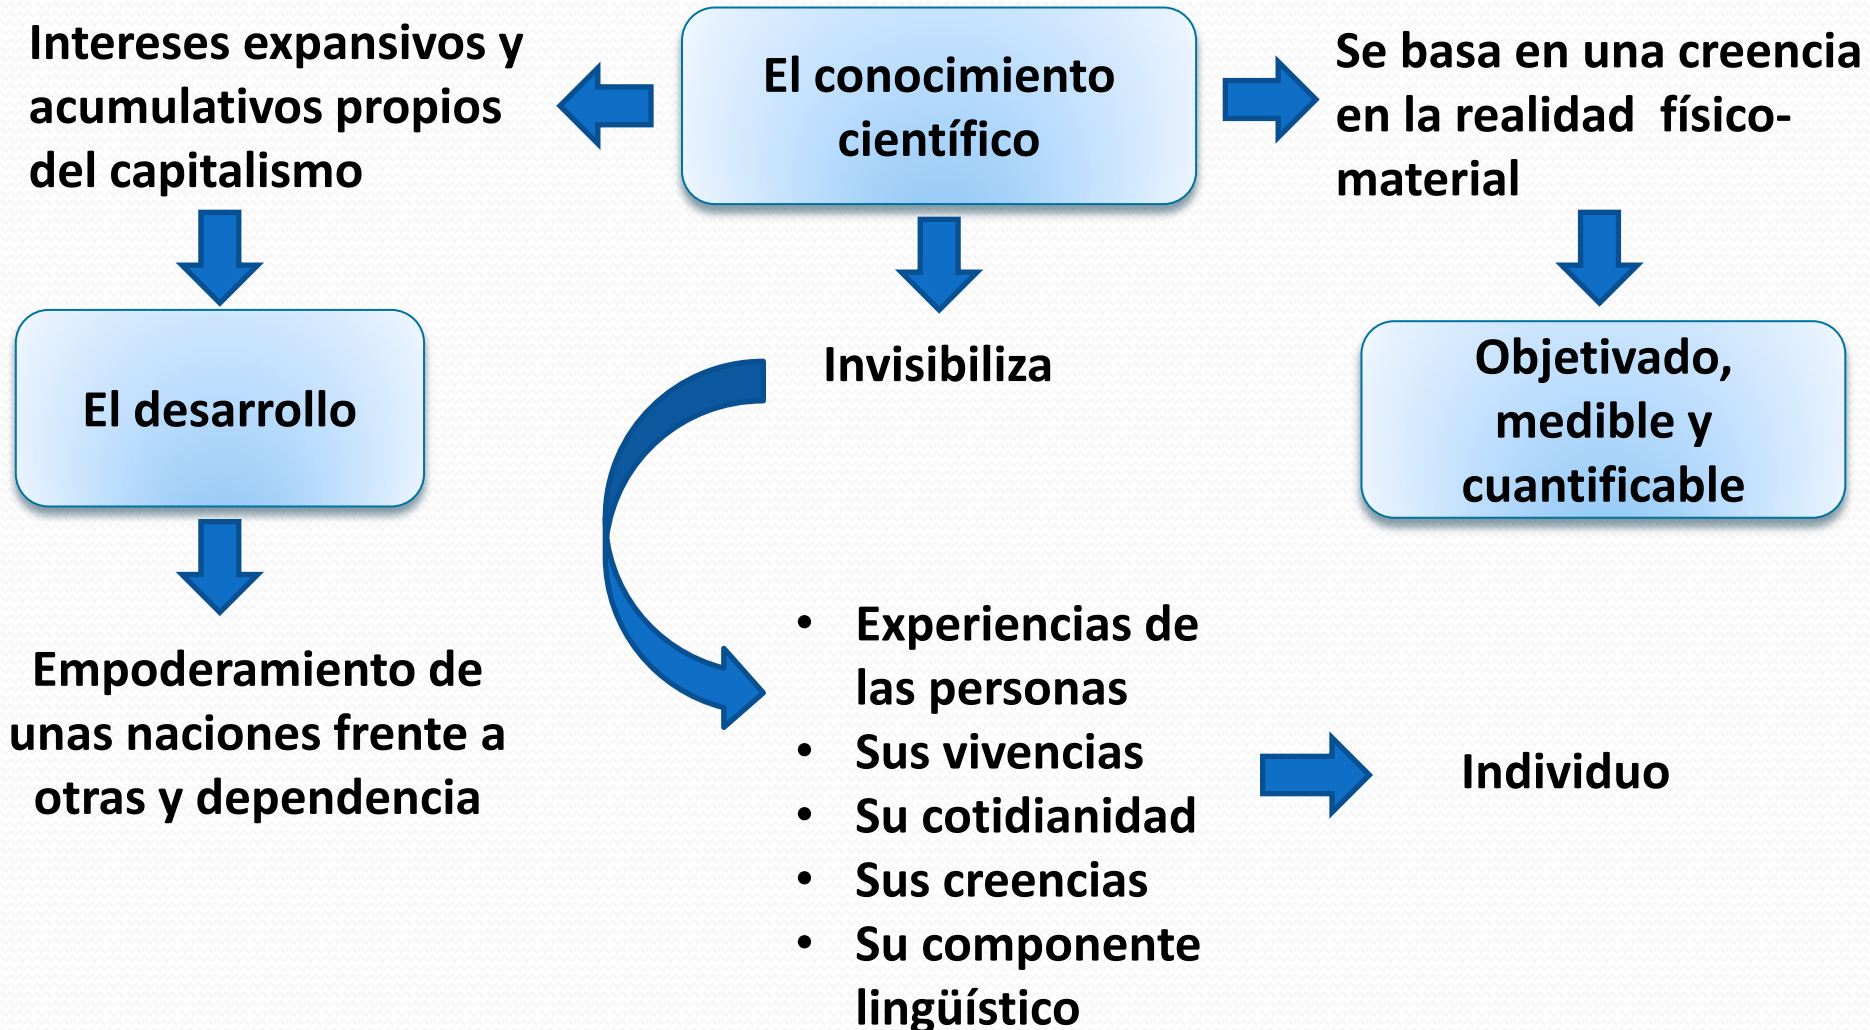 Intereses expansivos y
acumulativos propios
del capitalismo
El conocimiento
científico
Se basa en una creencia
en la realidad físico-
material
El desarrollo
Invisibiliza
Objetivado,
medible y
cuantificable
Empoderamiento de
unas naciones frente a
otras y dependencia
• Experiencias de
las personas
• Sus vivencias
• Su cotidianidad
• Sus creencias
• Su componente
lingüístico
Individuo